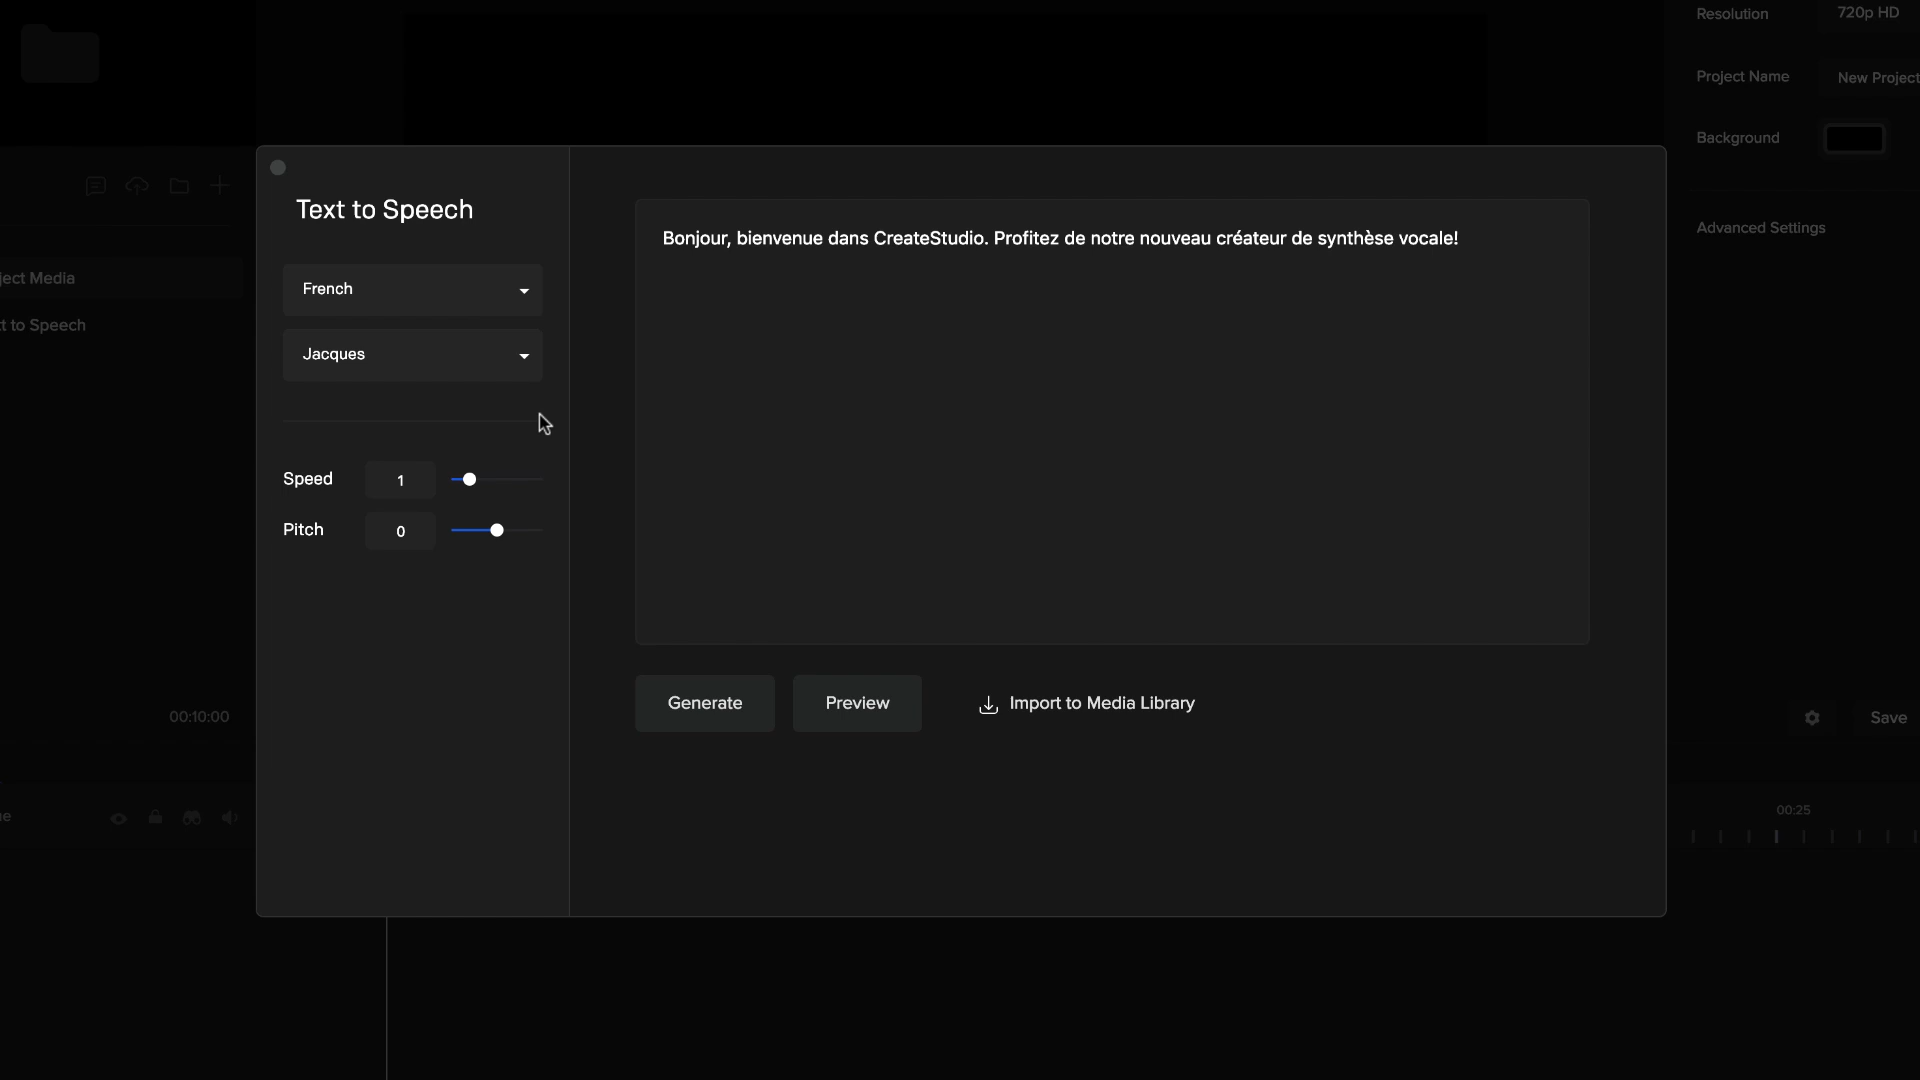 Resolution
720p HD
Project Name
New Project
Background
Text to Speech
Bonjour, bienvenue dans CreateStudio. Profitez de notre nouveau créateur de synthèse vocale!
Advanced Settings
ject Media
French
t to Speech
Jacques
Speed
1
Pitch
0
Generate
Preview
Import to Media Library
00:10:00
Save
00:25